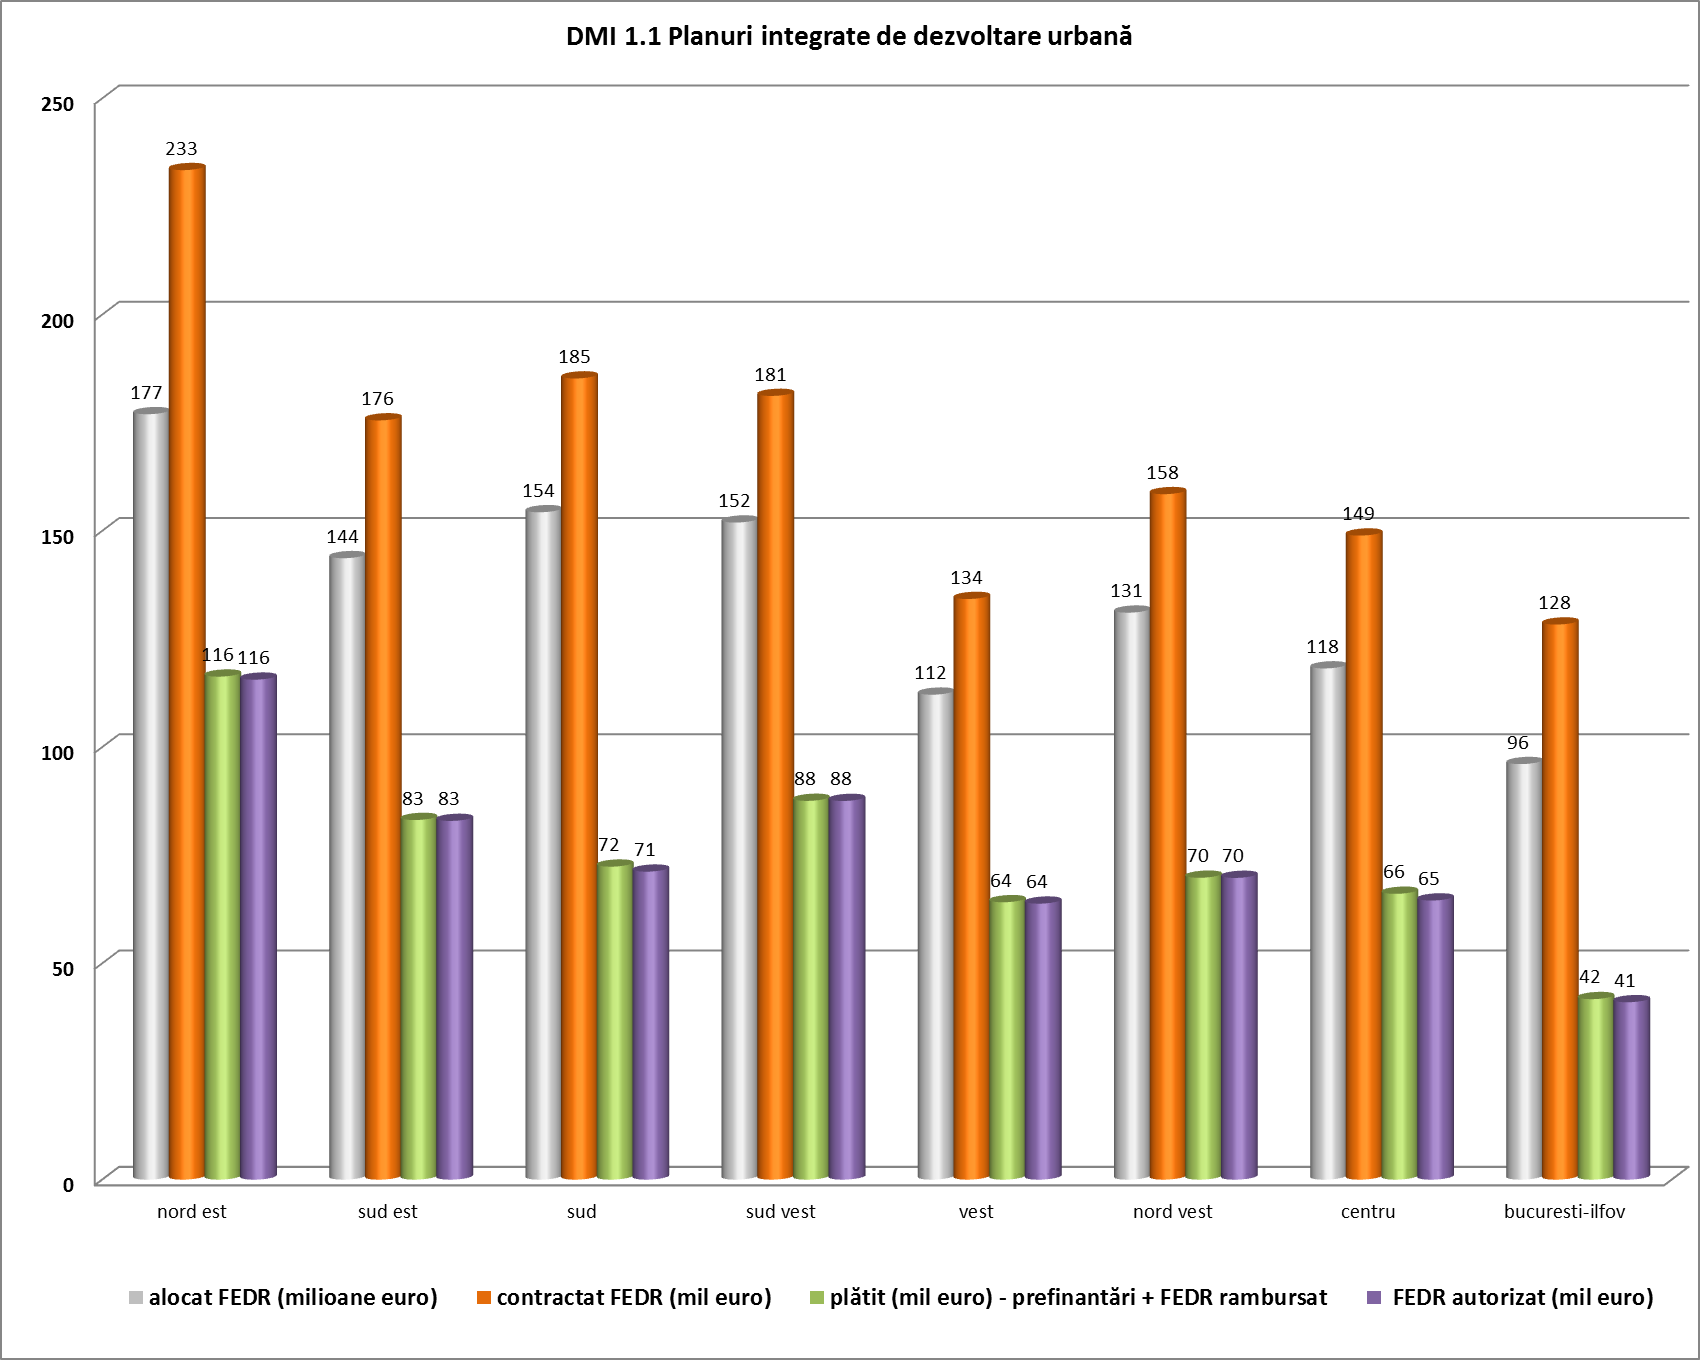 DMI 1.1 Planuri integrate de dezvoltare urbană
250
200
150
100
50
0
177 233 116 116
144 176 83 83
154 185 72 71
152 181 88 88
112 134 64 64
131 158 70 70
118 149 66 65
96 128 42 41
nord est sud est sud sud vest vest nord vest centru bucuresti-ilfov
alocat FEDR (milioane euro) contractat FEDR (mil euro) plătit (mil euro) - prefinantări + FEDR rambursat FEDR autorizat (mil euro)